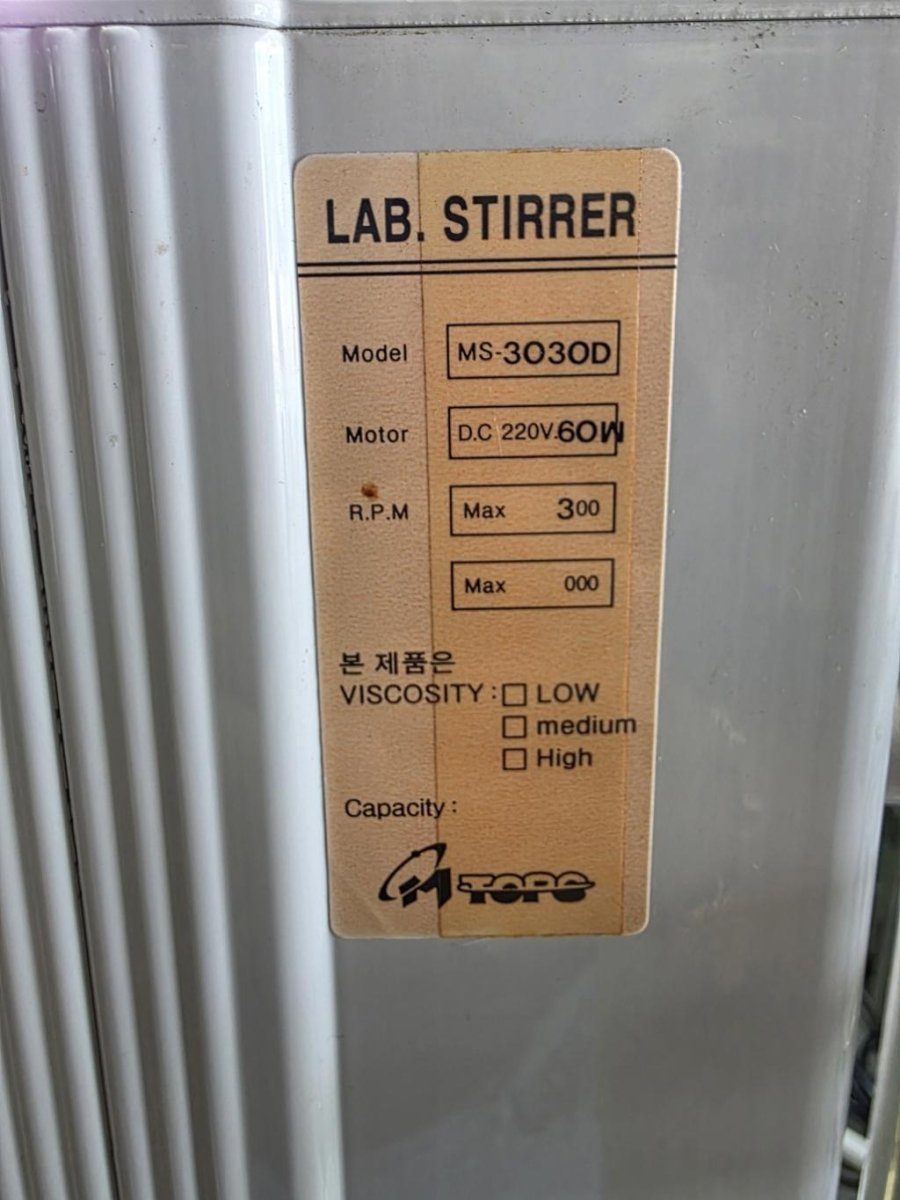 LAB. STIRRER
Model MS-3030D
Motor D.C 220V.60W
R.P.M Max 300
Max 000
본 제품은
VISCOSITY : □ LOW
□ medium
□ High
Capacity :
M TOPO